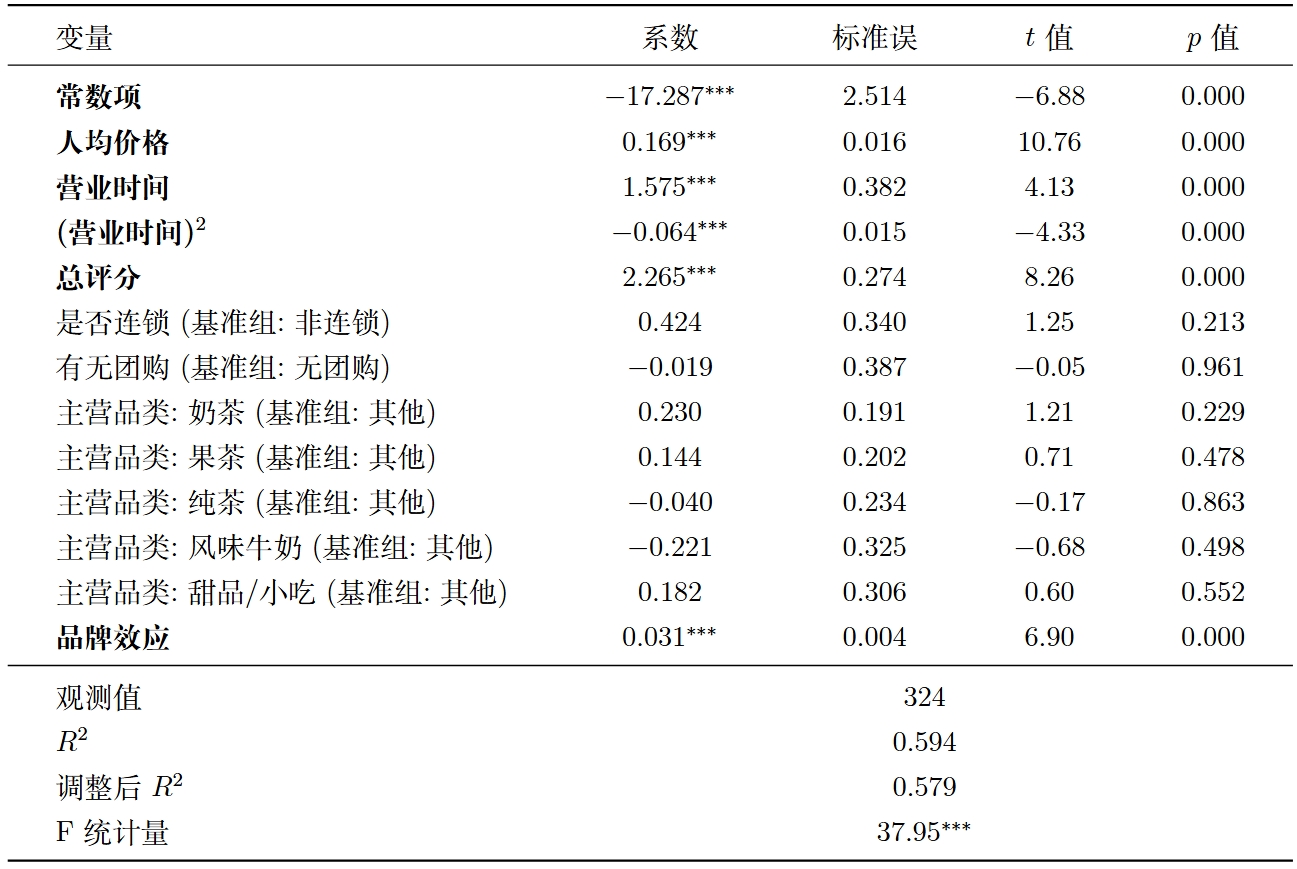 变量 系数 标准误 t 值 p 值
常数项 −17.287*** 2.514 −6.88 0.000
人均价格 0.169*** 0.016 10.76 0.000
营业时间 1.575*** 0.382 4.13 0.000
(营业时间)² −0.064*** 0.015 −4.33 0.000
总评分 2.265*** 0.274 8.26 0.000
是否连锁 (基准组: 非连锁) 0.424 0.340 1.25 0.213
有无团购 (基准组: 无团购) −0.019 0.387 −0.05 0.961
主营品类: 奶茶 (基准组: 其他) 0.230 0.191 1.21 0.229
主营品类: 果茶 (基准组: 其他) 0.144 0.202 0.71 0.478
主营品类: 纯茶 (基准组: 其他) −0.040 0.234 −0.17 0.863
主营品类: 风味牛奶 (基准组: 其他) −0.221 0.325 −0.68 0.498
主营品类: 甜品/小吃 (基准组: 其他) 0.182 0.306 0.60 0.552
品牌效应 0.031*** 0.004 6.90 0.000
观测值 324
R² 0.594
调整后 R² 0.579
F 统计量 37.95***